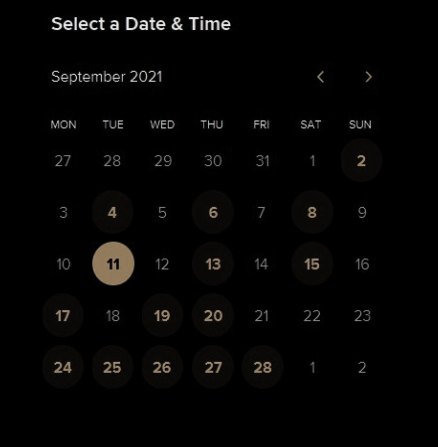 Select a Date & Time
September 2021
MON TUE WED THU FRI SAT SUN
27 28 29 30 31 1 2
3 4 5 6 7 8 9
10 11 12 13 14 15 16
17 18 19 20 21 22 23
24 25 26 27 28 1 2